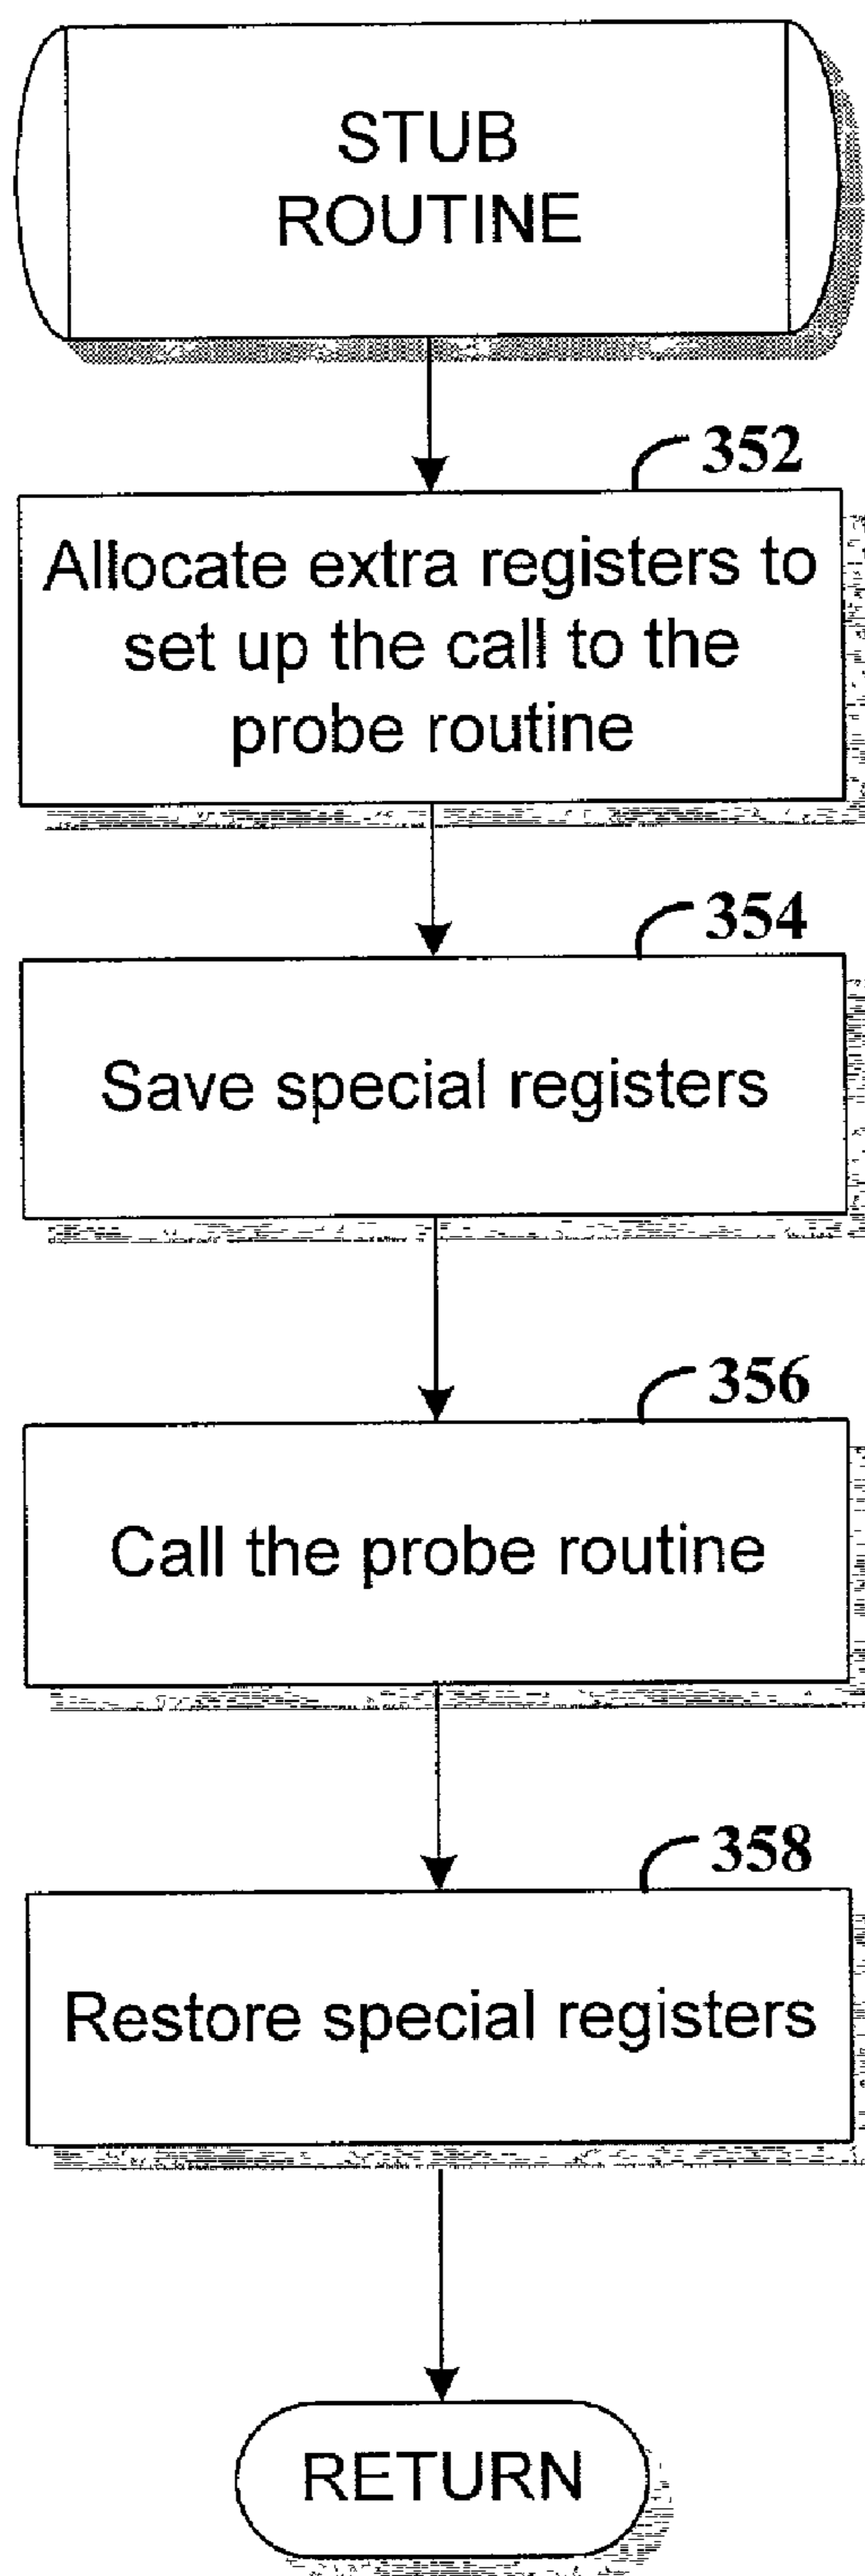 STUB
ROUTINE
352
Allocate extra registers to
set up the call to the
probe routine
354
Save special registers
356
Call the probe routine
358
Restore special registers
RETURN